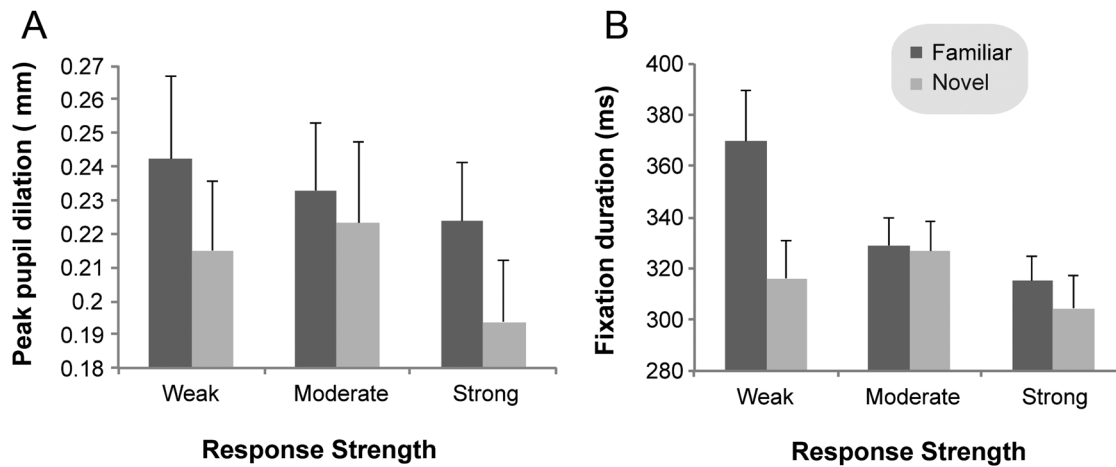 A
Peak pupil dilation ( mm)
0.27
0.26
0.25
0.24
0.23
0.22
0.21
0.2
0.19
0.18
Weak
Moderate
Strong
Response Strength
B
Familiar
Novel
Fixation duration (ms)
400
380
360
340
320
300
280
Weak
Moderate
Strong
Response Strength